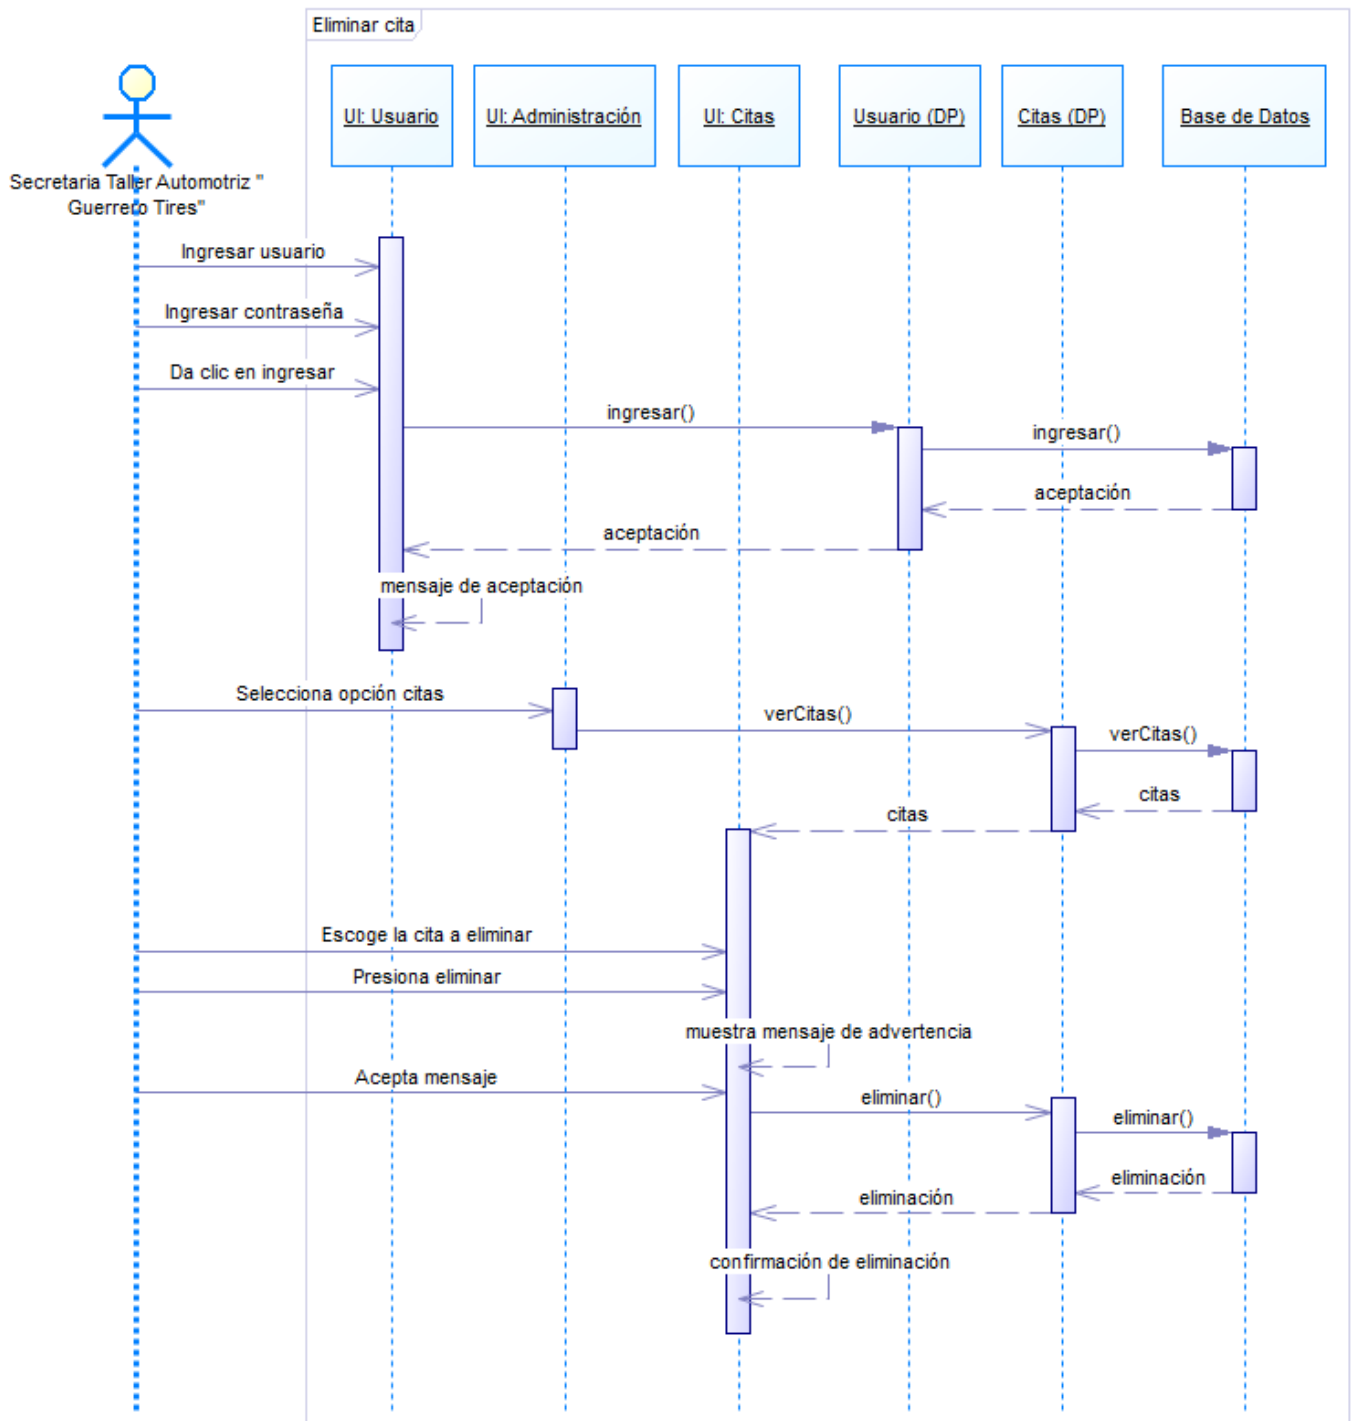 Eliminar cita
UI: Usuario
UI: Administración
UI: Citas
Usuario (DP)
Citas (DP)
Base de Datos
Secretaria Taller Automotriz "
Guerrero Tires"
Ingresar usuario
Ingresar contraseña
Da clic en ingresar
ingresar()
ingresar()
aceptación
aceptación
mensaje de aceptación
Selecciona opción citas
verCitas()
verCitas()
citas
citas
Escoge la cita a eliminar
Presiona eliminar
muestra mensaje de advertencia
Acepta mensaje
eliminar()
eliminar()
eliminación
eliminación
confirmación de eliminación